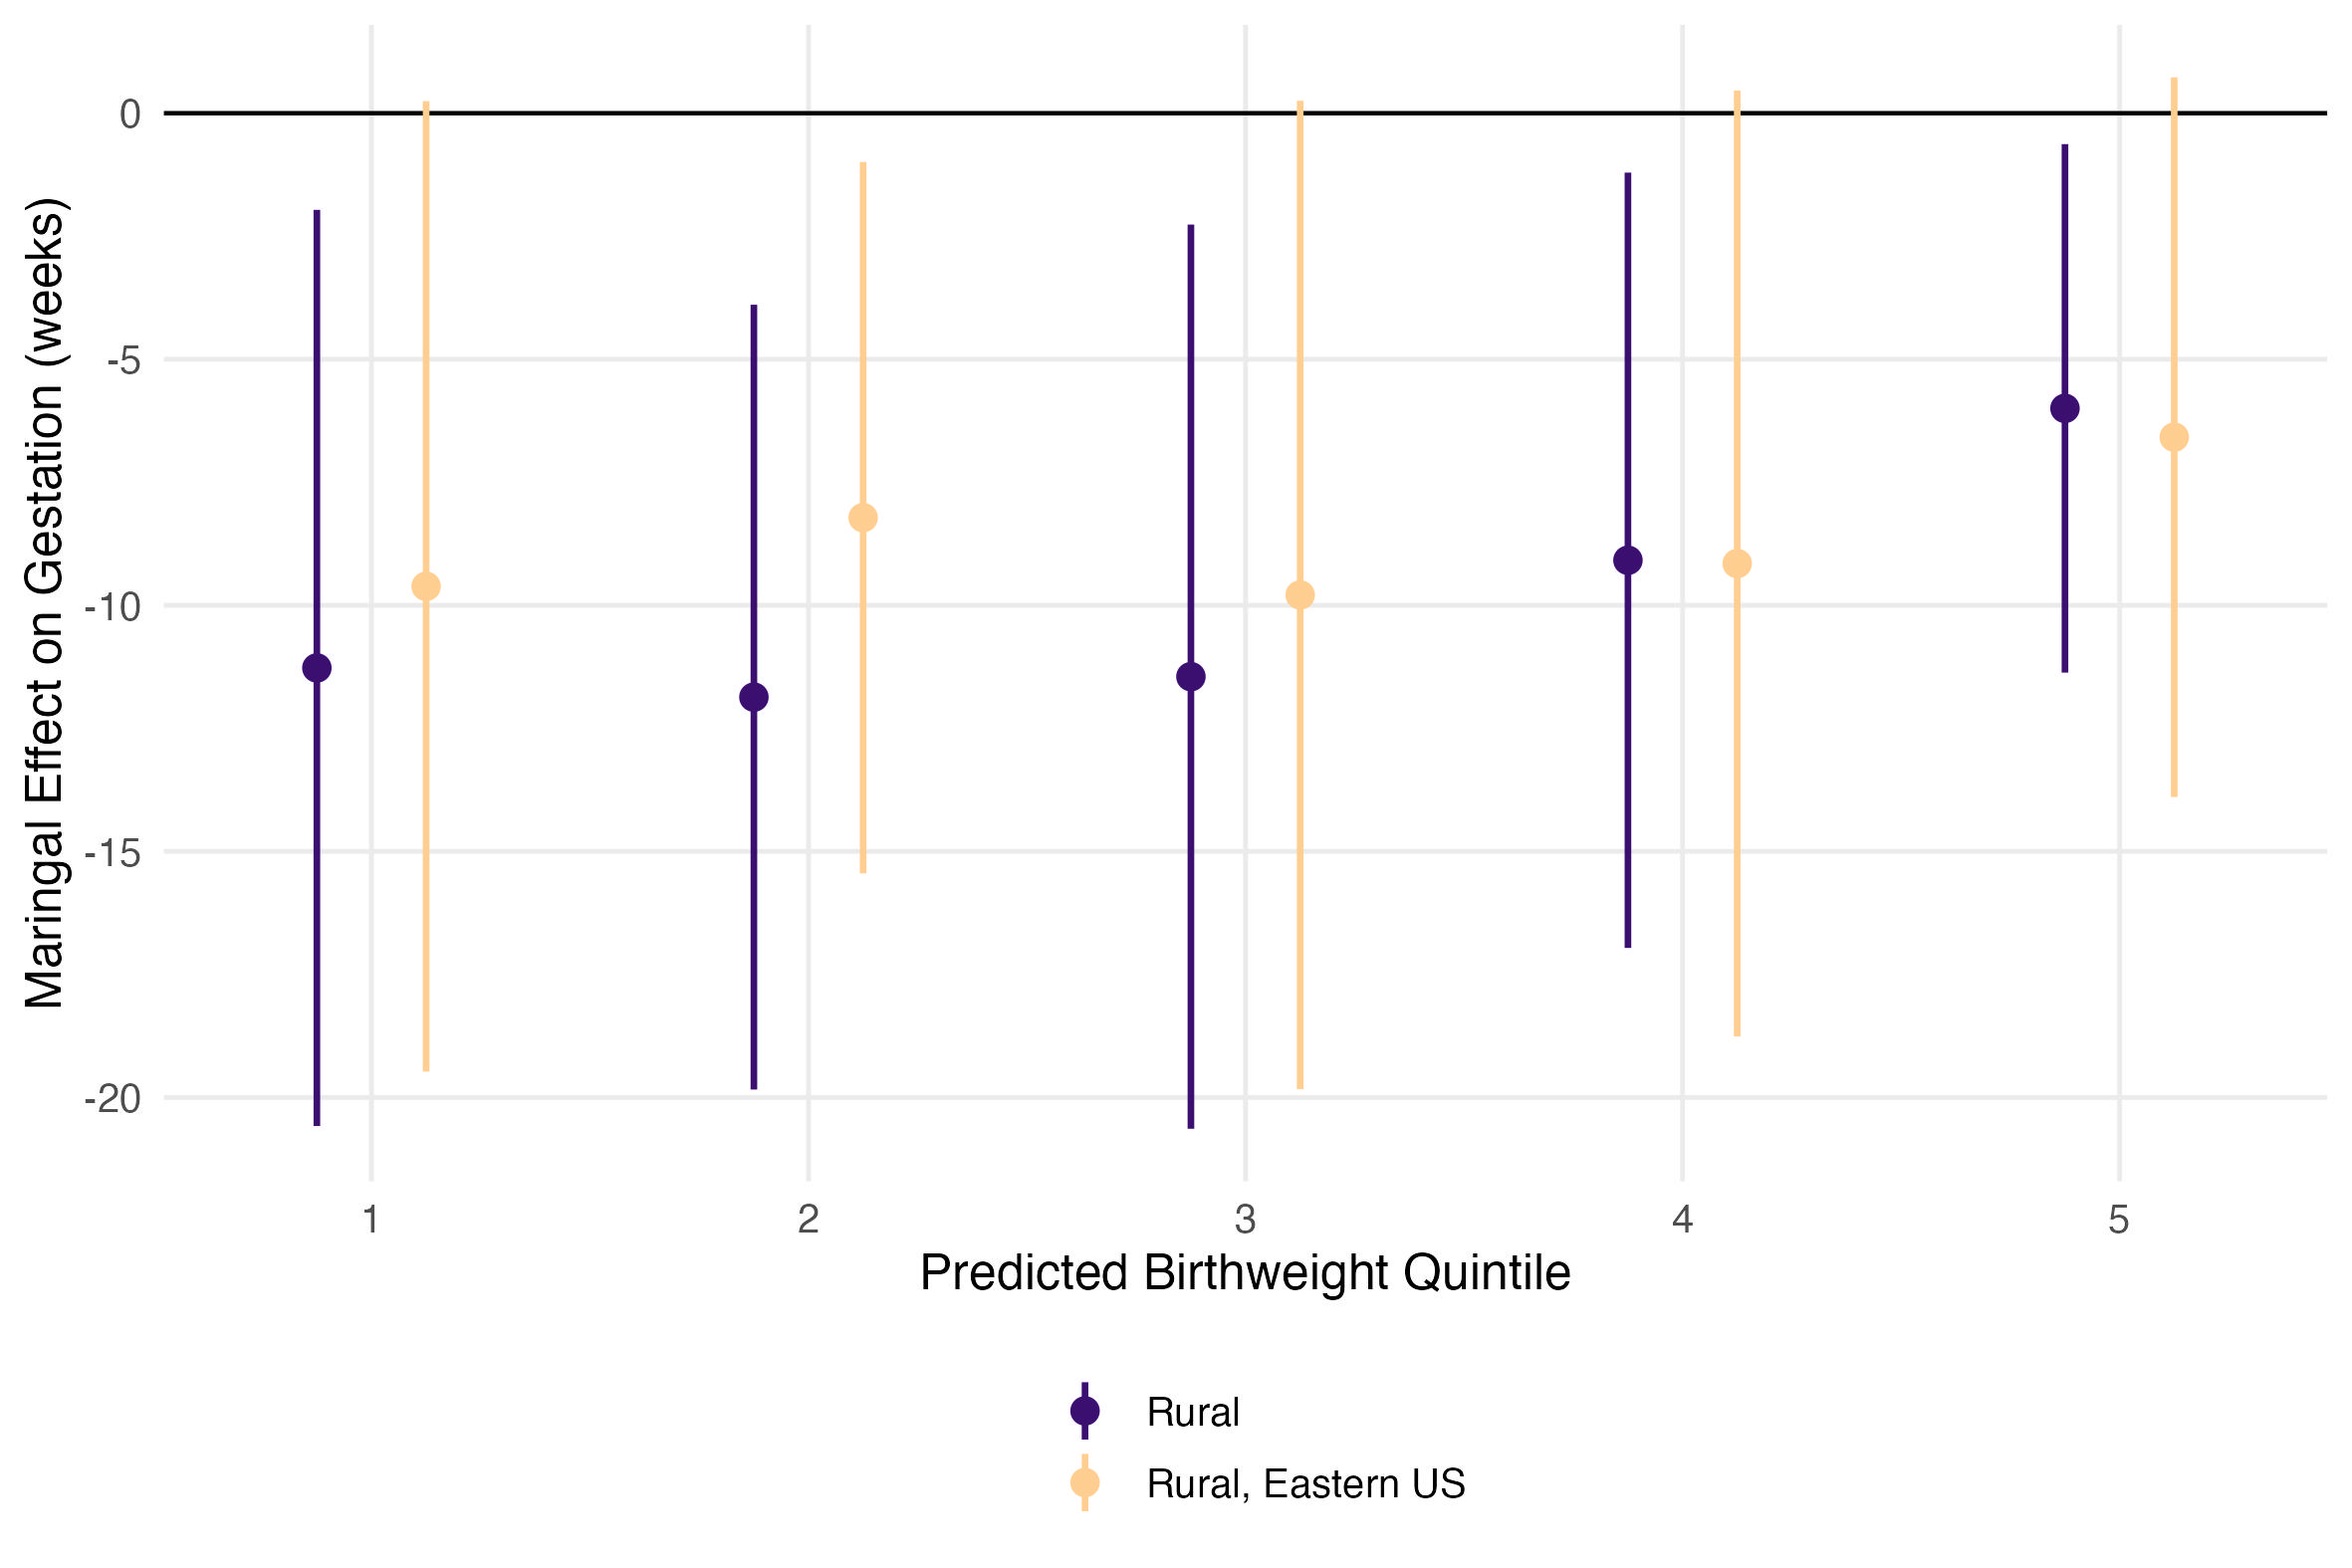 Maringal Effect on Gestation (weeks)
0
-5
-10
-15
-20
1 2 3 4 5
Predicted Birthweight Quintile
Rural
Rural, Eastern US